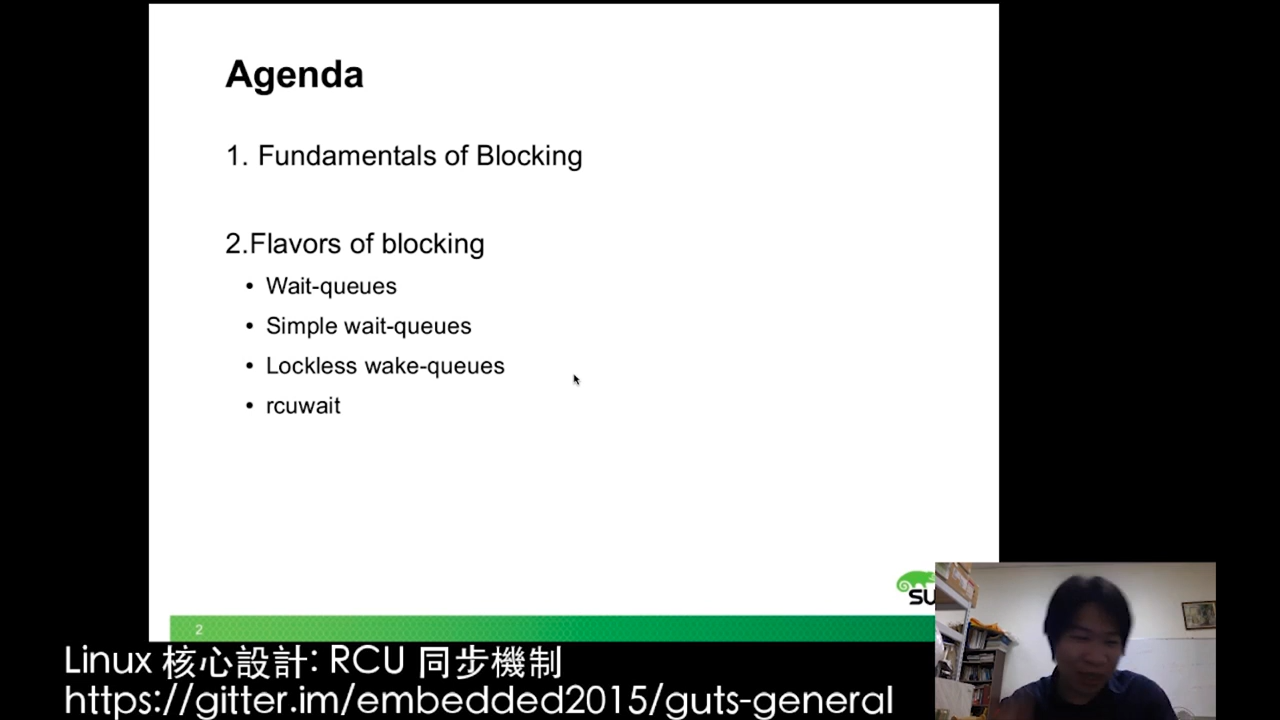 Agenda
1. Fundamentals of Blocking
2.Flavors of blocking
• Wait-queues
• Simple wait-queues
• Lockless wake-queues
• rcuwait
SU
2
Linux 核心設計: RCU 同步機制
https://gitter.im/embedded2015/guts-general